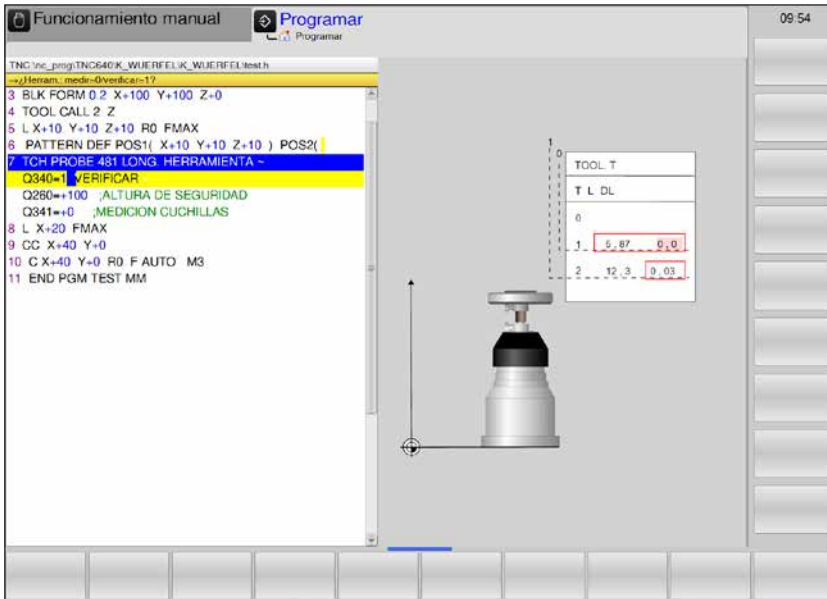 Funcionamiento manual
Programar
Programar
09:54
TNC:\nc_prog\TNC640\K_WUERFEL\K_WUERFEL\test.h
→¿Herram.: medir=0/verificar=1?
3 BLK FORM 0.2 X+100 Y+100 Z+0
4 TOOL CALL 2 Z
5 L X+10 Y+10 Z+10 R0 FMAX
6 PATTERN DEF POS1( X+10 Y+10 Z+10 ) POS2(
7 TCH PROBE 481 LONG. HERRAMIENTA ~
Q340=1 VERIFICAR
Q260=+100 ;ALTURA DE SEGURIDAD
Q341=+0 ;MEDICION CUCHILLAS
8 L X+20 FMAX
9 CC X+40 Y+0
10 C X+40 Y+0 R0 F AUTO M3
11 END PGM TEST MM
1
0
TOOL.T
T L DL
0
1 5,87 0,0
2 12,3 0,03